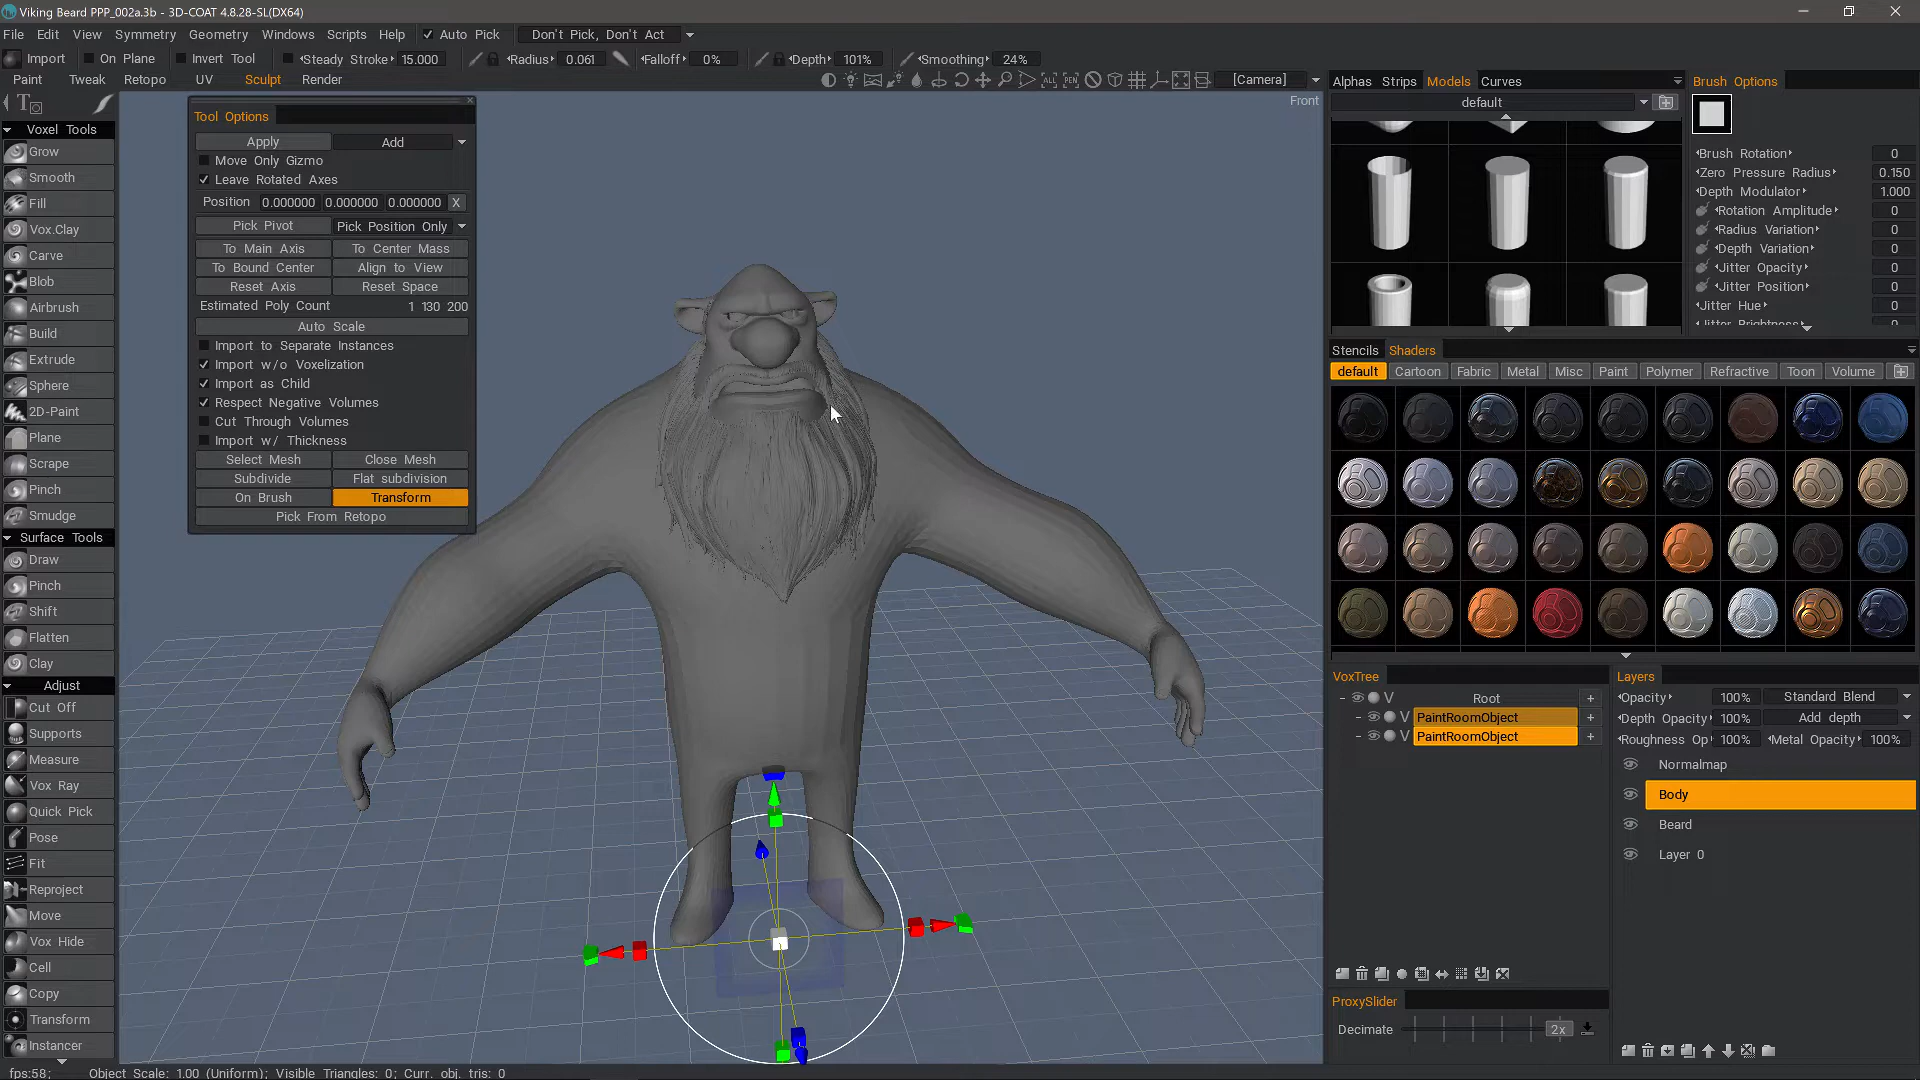 Viking Beard PPP_002a.3b - 3D-COAT 4.8.28-SL(DX64)
File Edit View Symmetry Geometry Windows Scripts Help Auto Pick Don't Pick, Don't Act
Import On Plane Invert Tool Steady Stroke 15.000 Radius 0.061 Falloff 0% Depth 101% Smoothing 24%
Paint Tweak Retopo UV Sculpt Render [Camera]
Front
Voxel Tools
Grow
Smooth
Fill
Vox.Clay
Carve
Blob
Airbrush
Build
Extrude
Sphere
2D-Paint
Plane
Scrape
Pinch
Smudge
Surface Tools
Draw
Pinch
Shift
Flatten
Clay
Adjust
Cut Off
Supports
Measure
Vox Ray
Quick Pick
Pose
Fit
Reproject
Move
Vox Hide
Cell
Copy
Transform
Instancer
Tool Options
Apply Add
Move Only Gizmo
Leave Rotated Axes
Position 0.000000 0.000000 0.000000 X
Pick Pivot Pick Position Only
To Main Axis To Center Mass
To Bound Center Align to View
Reset Axis Reset Space
Estimated Poly Count 1 130 200
Auto Scale
Import to Separate Instances
Import w/o Voxelization
Import as Child
Respect Negative Volumes
Cut Through Volumes
Import w/ Thickness
Select Mesh Close Mesh
Subdivide Flat subdivision
On Brush Transform
Pick From Retopo
Alphas Strips Models Curves
default
Brush Options
Brush Rotation 0
Zero Pressure Radius 0.150
Depth Modulator 1.000
Rotation Amplitude 0
Radius Variation 0
Depth Variation 0
Jitter Opacity 0
Jitter Position 0
Jitter Hue 0
Jitter Brightness 0
Stencils Shaders
default Cartoon Fabric Metal Misc Paint Polymer Refractive Toon Volume
VoxTree
V Root +
V PaintRoomObject +
V PaintRoomObject +
ProxySlider
Decimate 2x
Layers
Opacity 100% Standard Blend
Depth Opacity 100% Add depth
Roughness Op 100% Metal Opacity 100%
Normalmap
Body
Beard
Layer 0
fps:58; Object Scale: 1.00 (Uniform); Visible Triangles: 0; Curr. obj. tris: 0